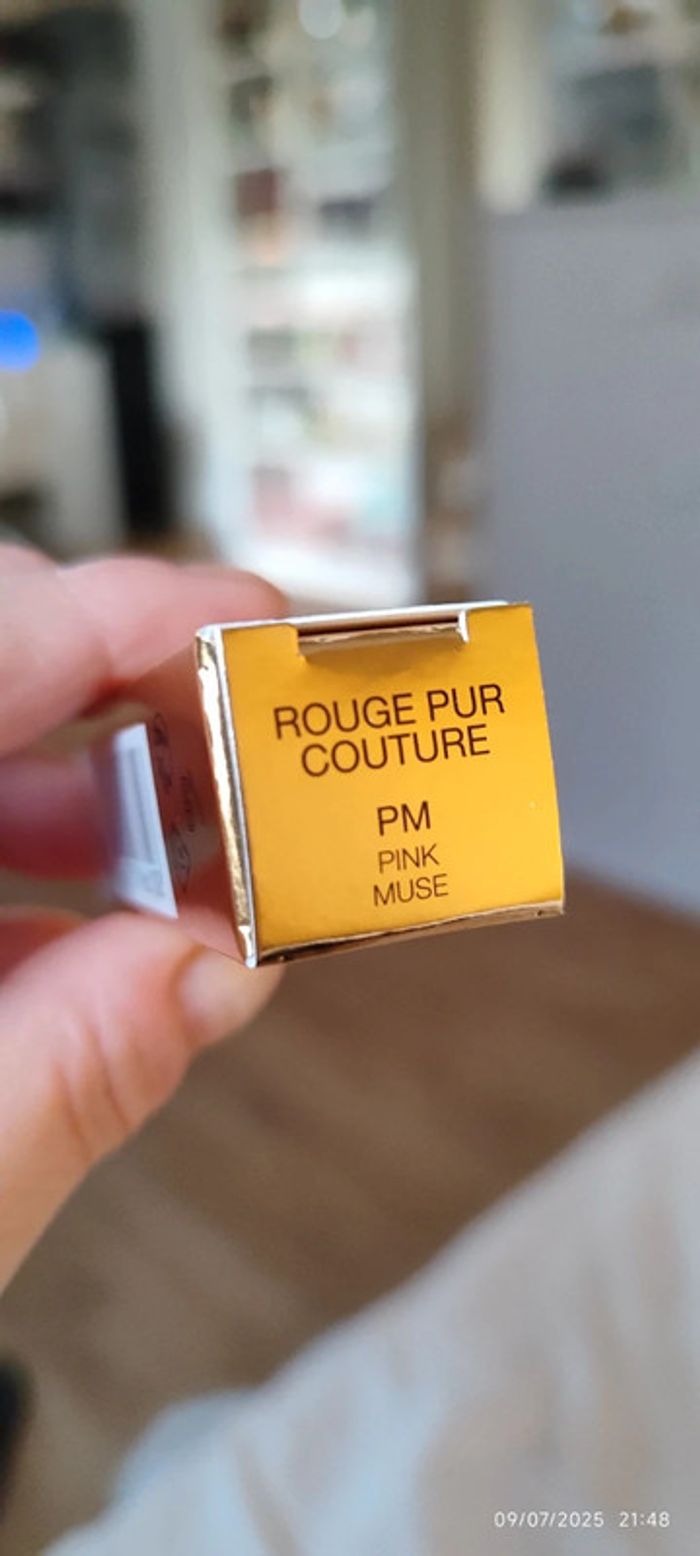 ROUGE PUR
COUTURE
PM
PINK
MUSE
09/07/2025 21:48